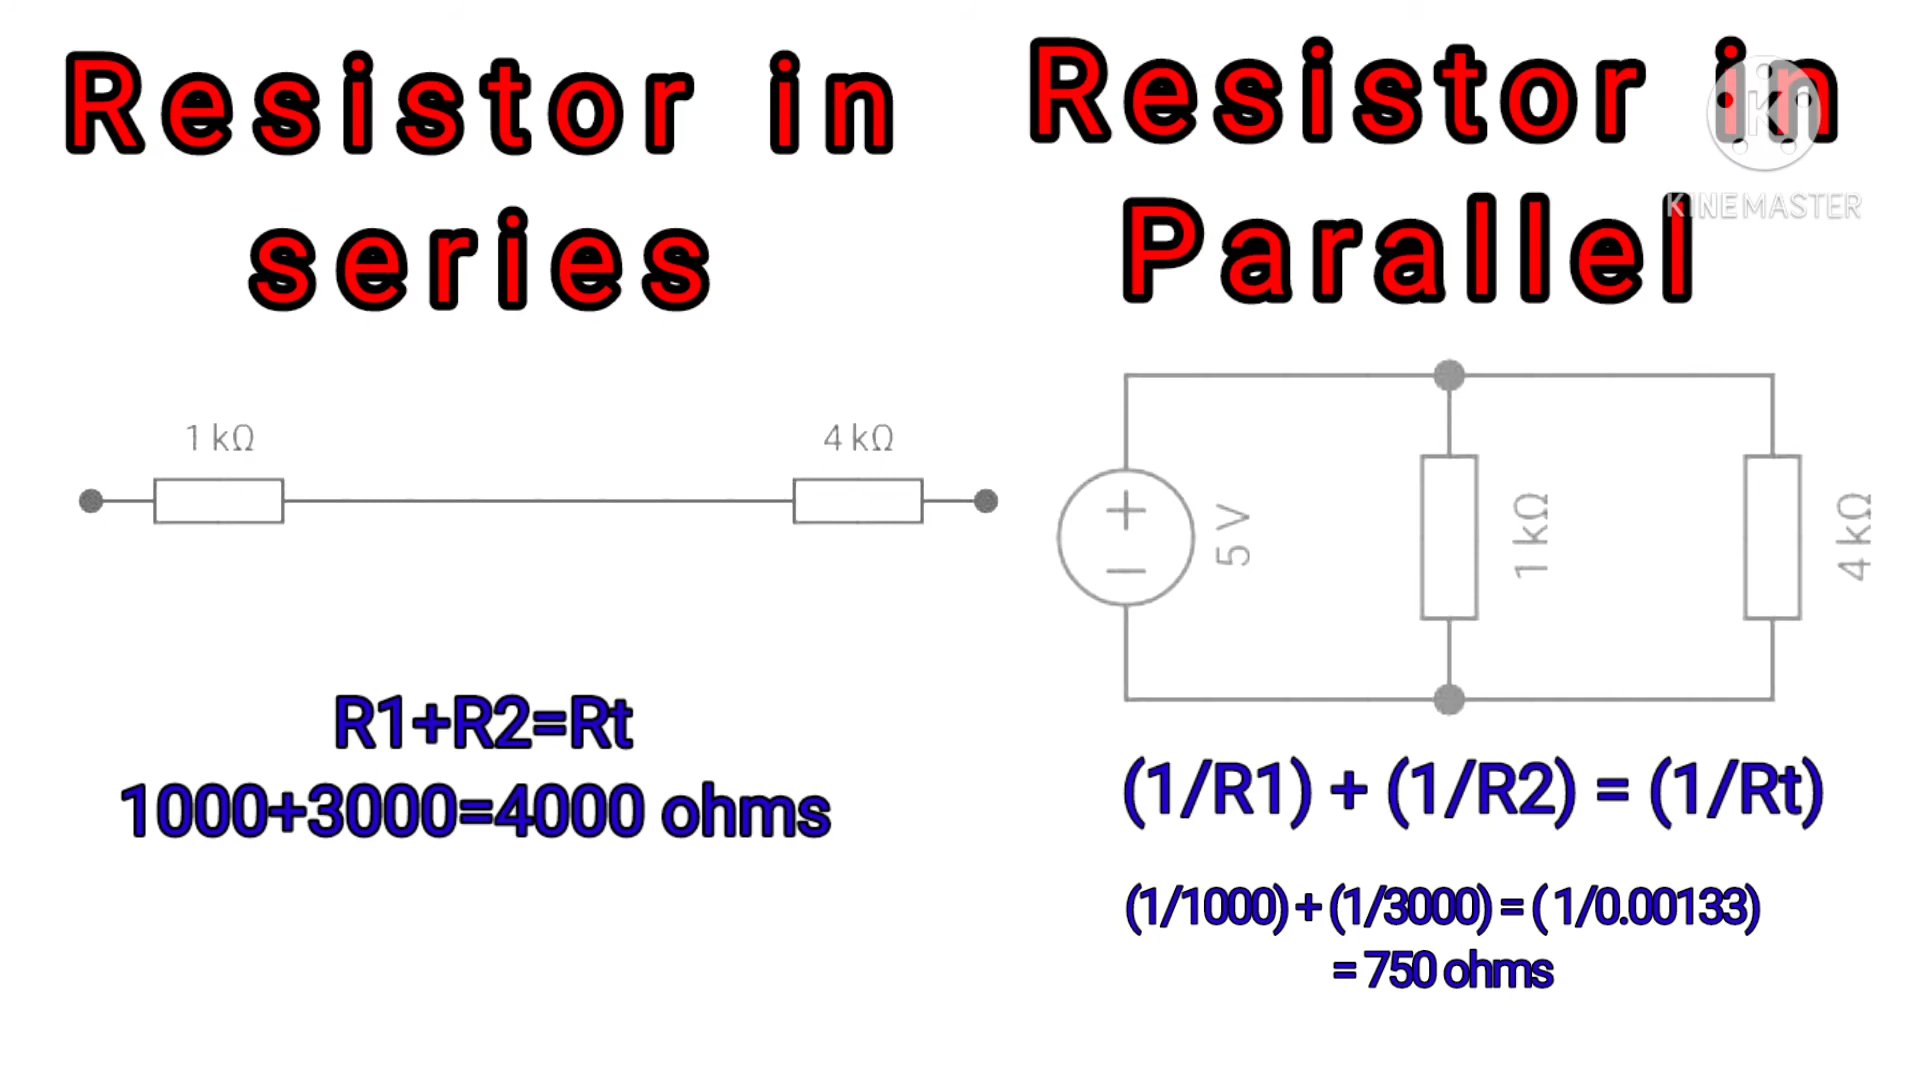 Resistor in
series
1 kΩ
4 kΩ
R1+R2=Rt
1000+3000=4000 ohms
Resistor in
Parallel
KINEMASTER
5 V
1 kΩ
4 kΩ
(1/R1) + (1/R2) = (1/Rt)
(1/1000) + (1/3000) = ( 1/0.00133)
= 750 ohms